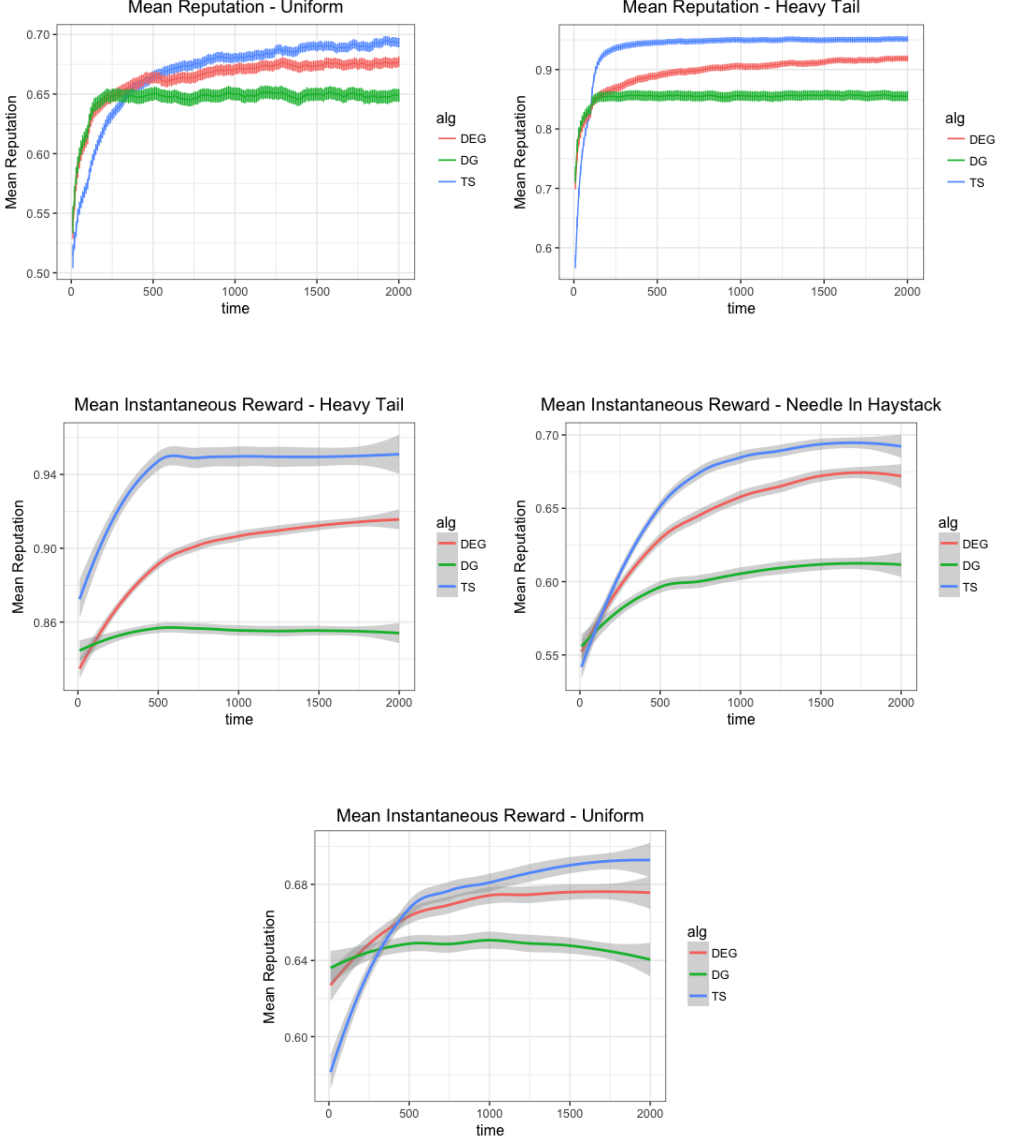 Mean Reputation - Uniform
Mean Reputation
0.70
0.65
0.60
0.55
0.50
0
500
1000
1500
2000
time
alg
DEG
DG
TS
Mean Reputation - Heavy Tail
Mean Reputation
0.9
0.8
0.7
0.6
0
500
1000
1500
2000
time
alg
DEG
DG
TS
Mean Instantaneous Reward - Heavy Tail
Mean Reputation
0.94
0.90
0.86
0
500
1000
1500
2000
time
alg
DEG
DG
TS
Mean Instantaneous Reward - Needle In Haystack
Mean Reputation
0.70
0.65
0.60
0.55
0
500
1000
1500
2000
time
alg
DEG
DG
TS
Mean Instantaneous Reward - Uniform
Mean Reputation
0.68
0.64
0.60
0
500
1000
1500
2000
time
alg
DEG
DG
TS